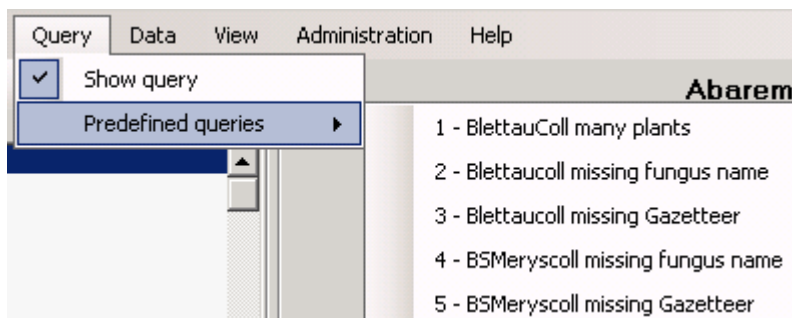 Query Data View Administration Help
Show query
Abarem
Predefined queries
1 - BlettauColl many plants
2 - Blettaucoll missing fungus name
3 - Blettaucoll missing Gazetteer
4 - BSMeryscoll missing fungus name
5 - BSMeryscoll missing Gazetteer